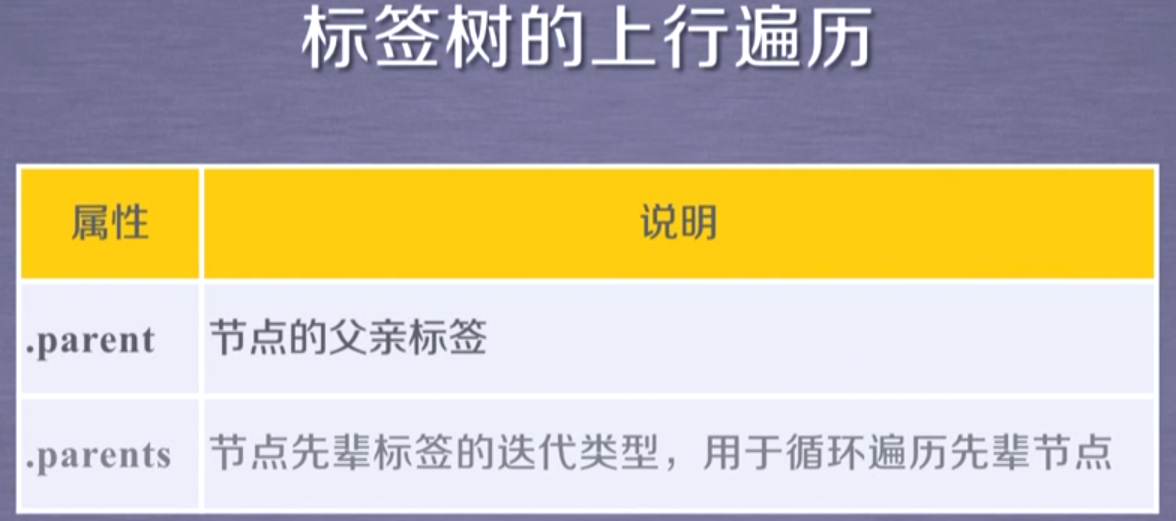 标签树的上行遍历
属性 说明
.parent 节点的父亲标签
.parents 节点先辈标签的迭代类型，用于循环遍历先辈节点